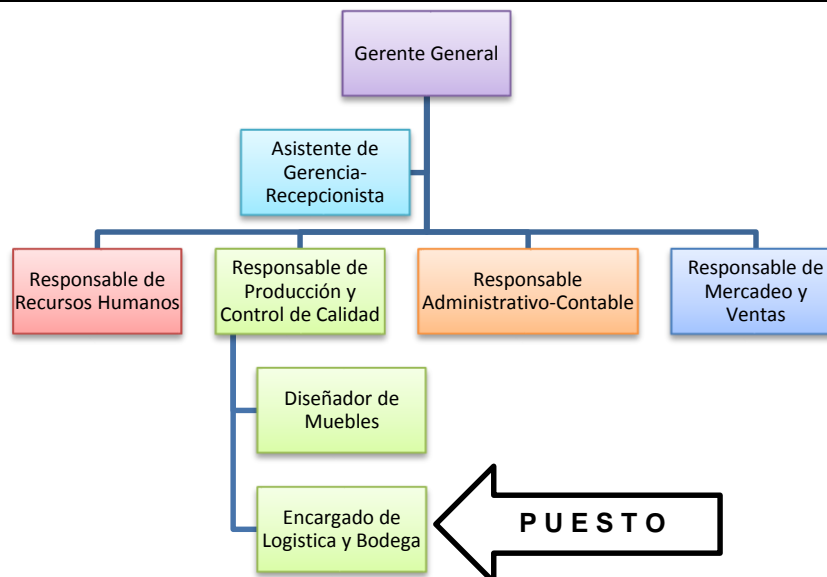 Gerente General
Asistente de
Gerencia-
Recepcionista
Responsable de
Recursos Humanos
Responsable de
Producción y
Control de Calidad
Responsable
Administrativo-Contable
Responsable de
Mercadeo y
Ventas
Diseñador de
Muebles
Encargado de
Logistica y Bodega
P U E S T O